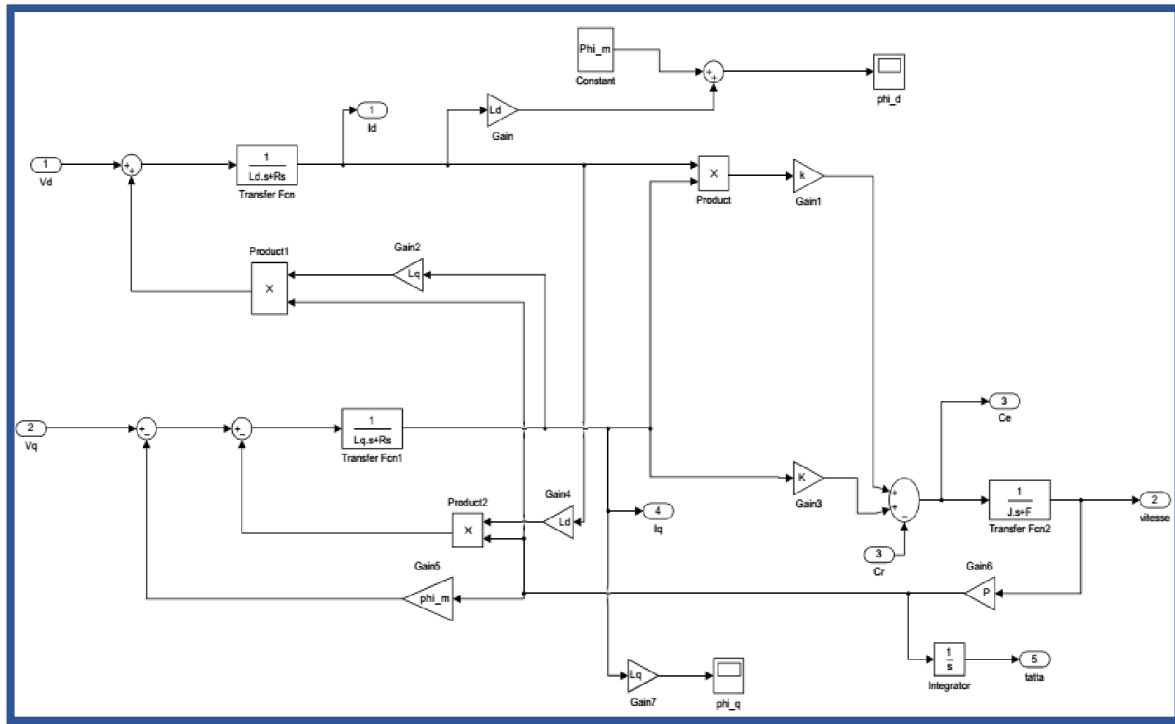 Phi_m
Constant
+
+
phi_d
1
Id
Ld
Gain
1
Vd
+
+
1
Ld.s+Rs
Transfer Fcn
×
Product
k
Gain1
Product1
×
Gain2
Lq
2
Vq
+
−
+
−
1
Lq.s+Rs
Transfer Fcn1
3
Ce
Product2
×
Gain4
Ld
4
Iq
K
Gain3
+
+
−
1
J.s+F
Transfer Fcn2
2
vitesse
3
Cr
Gain5
phi_m
Gain6
P
Lq
Gain7
phi_q
1
s
Integrator
5
tatta